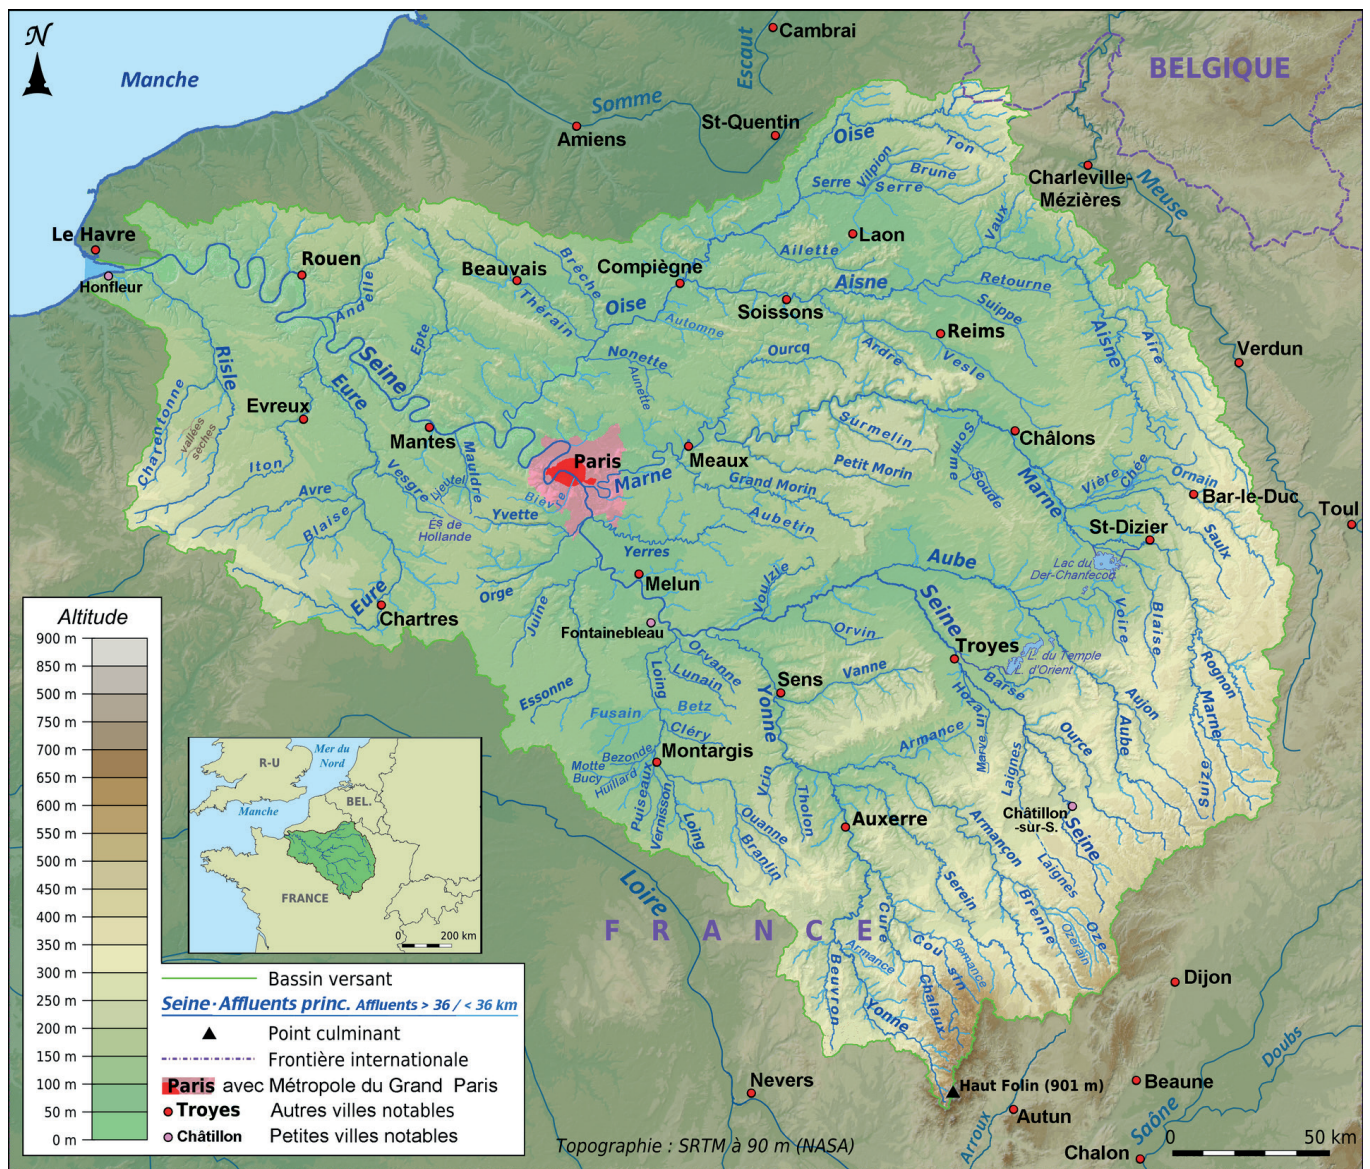 N
Manche
Cambrai
Escaut
BELGIQUE
Somme
Amiens
St-Quentin
Oise
Ton
Vilpion
Brune
Serre
Serre
Charleville-
Mézières
Meuse
Vaux
Le Havre
Honfleur
Rouen
Andelle
Beauvais
Brèche
Thérain
Compiègne
Oise
Ailette
Laon
Aisne
Retourne
Suippe
Soissons
Reims
Automne
Nonette
Aunette
Ourcq
Ardre
Vesle
Aisne
Aire
Verdun
Risle
Charentonne
vallées
sèches
Epte
Seine
Eure
Evreux
Mantes
Iton
Avre
Blaise
Vesgre
Lieutel
Mauldre
Es de
Hollande
Paris
Bièvre
Yvette
Marne
Meaux
Surmelin
Petit Morin
Grand Morin
Aubetin
Somme
Soude
Châlons
Marne
Vière
Chée
Ornain
Bar-le-Duc
Toul
St-Dizier
Saulx
Lac du
Der-Chantecoq
Yerres
Melun
Orge
Juine
Eure
Chartres
Fontainebleau
Voulzie
Aube
Seine
Orvin
Troyes
L. du Temple
L. d'Orient
Barse
Voire
Blaise
Rognon
Marne
Suize
Aujon
Aube
Essonne
Loing
Orvanne
Lunain
Sens
Vanne
Yonne
Betz
Fusain
Cléry
Bezonde
Montargis
Motte
Bucy
Huillard
Puiseaux
Vernisson
Loing
Ouanne
Branlin
Vrin
Tholon
Armance
Hozain
Marve
Laignes
Ource
Châtillon
-sur-S.
Seine
Auxerre
Armançon
Laignes
Serein
Brenne
Oze
Ozerain
Cure
Cousin
Romance
Armance
Chalaux
Beuvron
Yonne
Loire
FRANCE
Dijon
Doubs
Haut Folin (901 m)
Nevers
Beaune
Autun
Arroux
Saône
Chalon
Altitude
900 m
850 m
500 m
750 m
700 m
650 m
600 m
550 m
500 m
450 m
400 m
350 m
300 m
250 m
200 m
150 m
100 m
50 m
0 m
R-U
Mer du
Nord
Manche
BEL.
FRANCE
0 200 km
Bassin versant
Seine·Affluents princ. Affluents > 36 / < 36 km
Point culminant
Frontière internationale
Paris avec Métropole du Grand Paris
Troyes Autres villes notables
Châtillon Petites villes notables
Topographie : SRTM à 90 m (NASA)
0 50 km